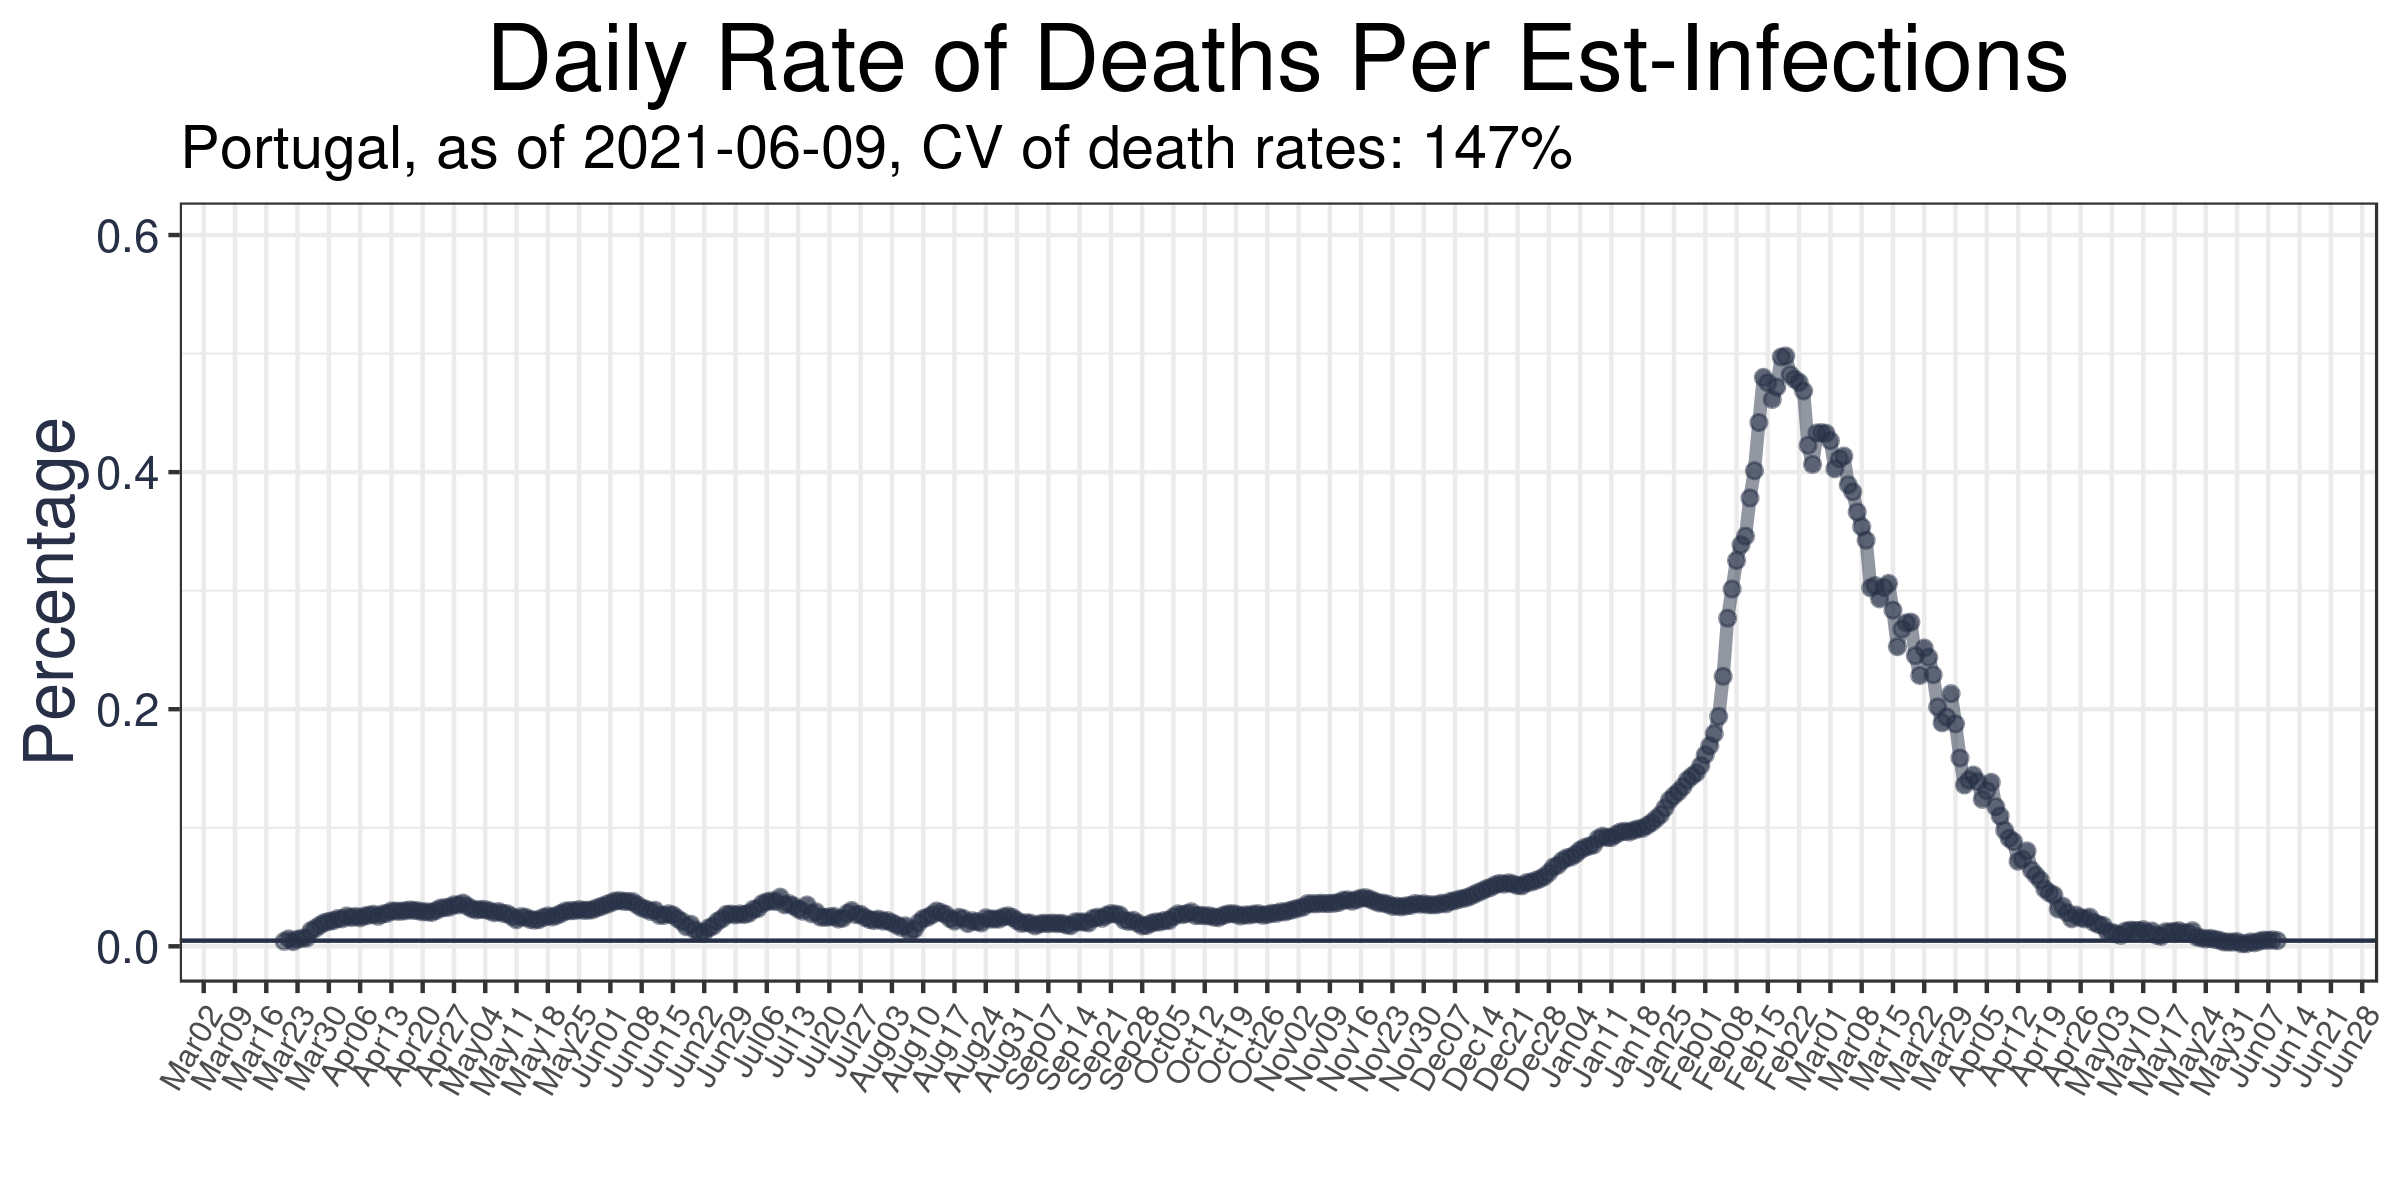 Daily Rate of Deaths Per Est-Infections
Portugal, as of 2021-06-09, CV of death rates: 147%
Percentage
0.6
0.4
0.2
0.0
Mar02
Mar09
Mar16
Mar23
Mar30
Apr06
Apr13
Apr20
Apr27
May04
May11
May18
May25
Jun01
Jun08
Jun15
Jun22
Jun29
Jul06
Jul13
Jul20
Jul27
Aug03
Aug10
Aug17
Aug24
Aug31
Sep07
Sep14
Sep21
Sep28
Oct05
Oct12
Oct19
Oct26
Nov02
Nov09
Nov16
Nov23
Nov30
Dec07
Dec14
Dec21
Dec28
Jan04
Jan11
Jan18
Jan25
Feb01
Feb08
Feb15
Feb22
Mar01
Mar08
Mar15
Mar22
Mar29
Apr05
Apr12
Apr19
Apr26
May03
May10
May17
May24
May31
Jun07
Jun14
Jun21
Jun28